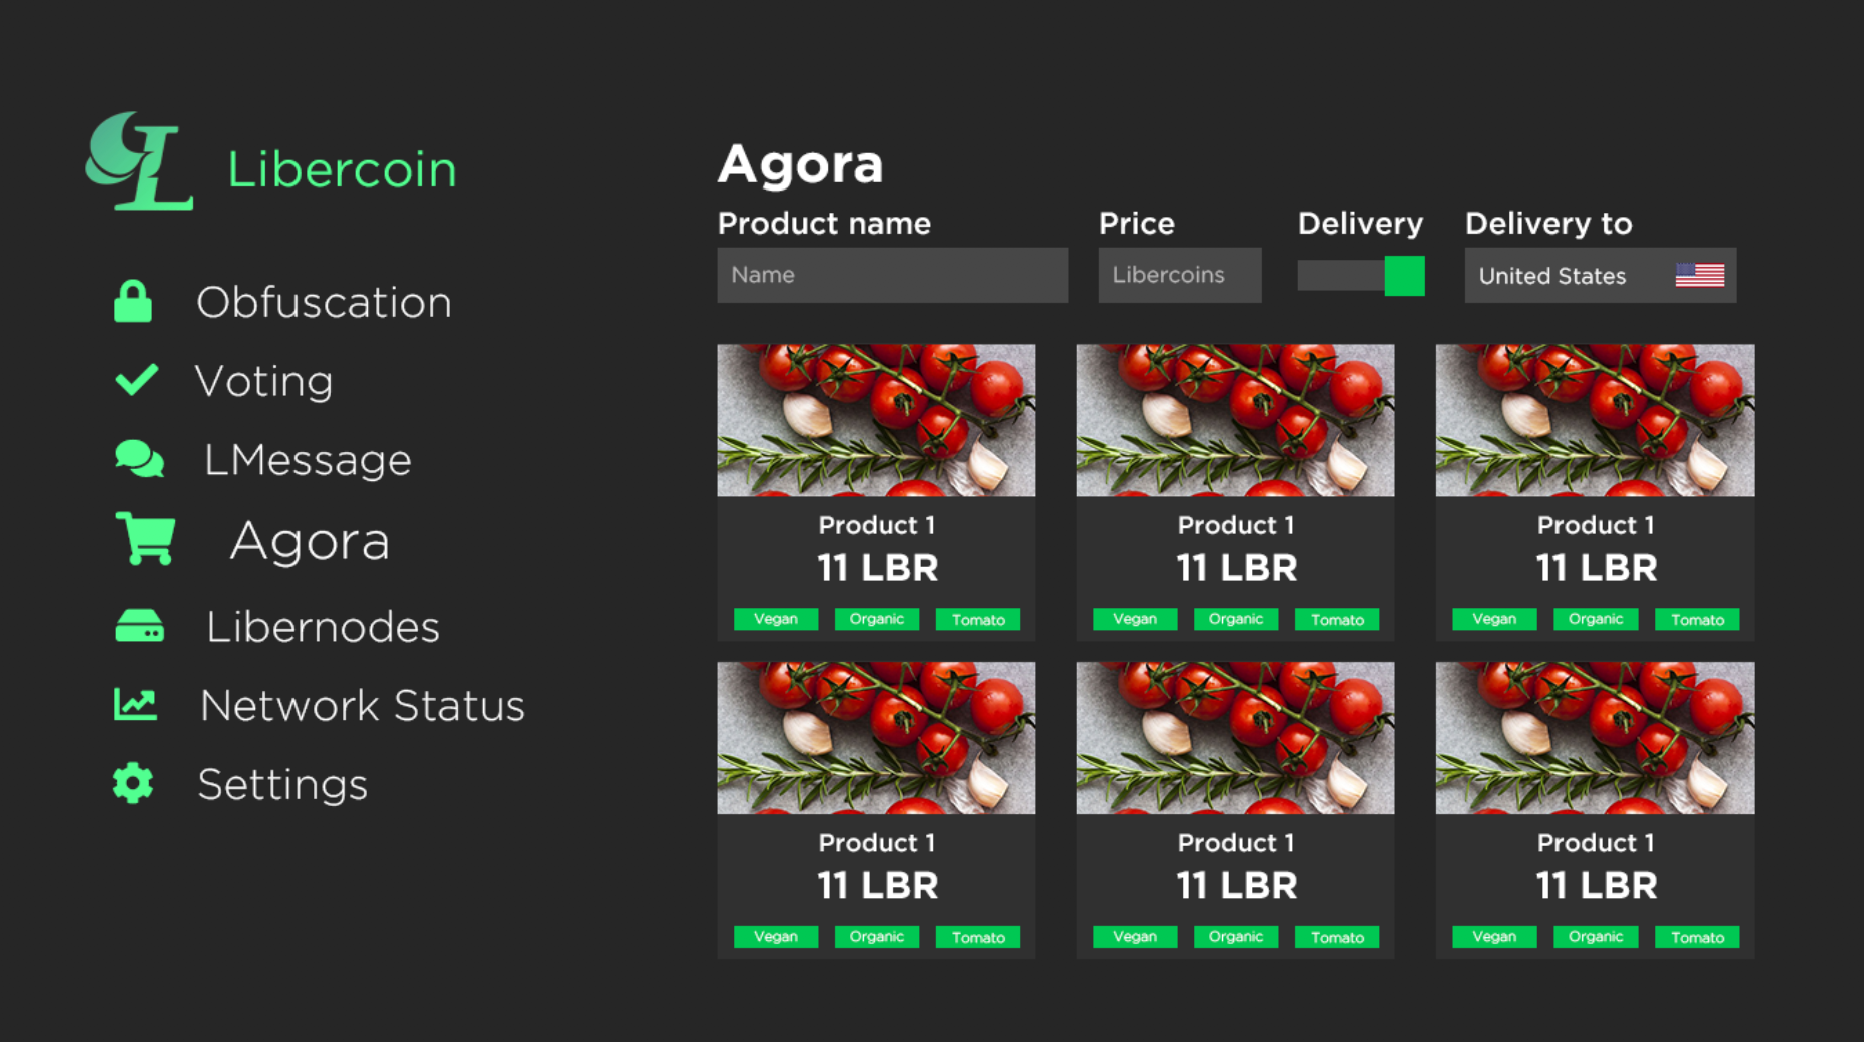 Libercoin
Obfuscation
Voting
LMessage
Agora
Libernodes
Network Status
Settings
Agora
Product name Price Delivery Delivery to
Name Libercoins United States
Product 1 Product 1 Product 1
11 LBR 11 LBR 11 LBR
Vegan Organic Tomato Vegan Organic Tomato Vegan Organic Tomato
Product 1 Product 1 Product 1
11 LBR 11 LBR 11 LBR
Vegan Organic Tomato Vegan Organic Tomato Vegan Organic Tomato